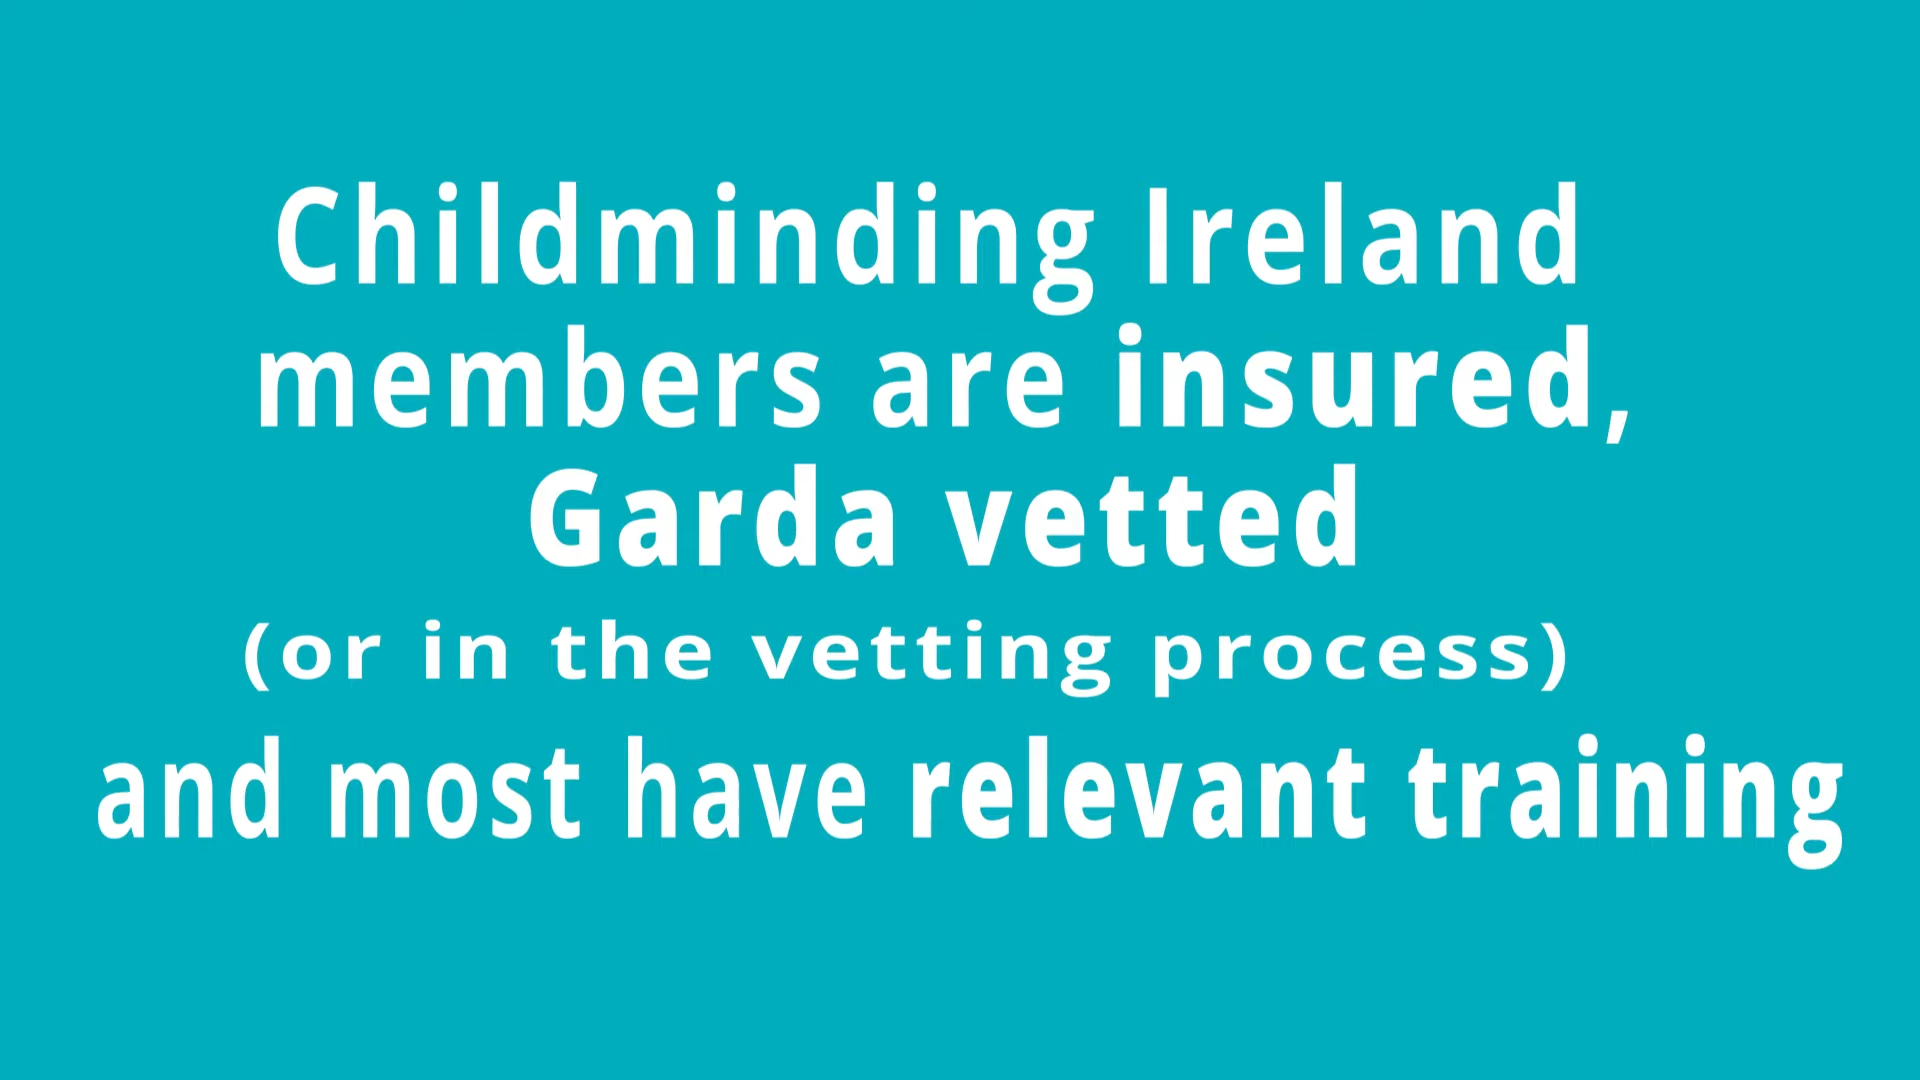 Childminding Ireland
members are insured,
Garda vetted
(or in the vetting process)
and most have relevant training